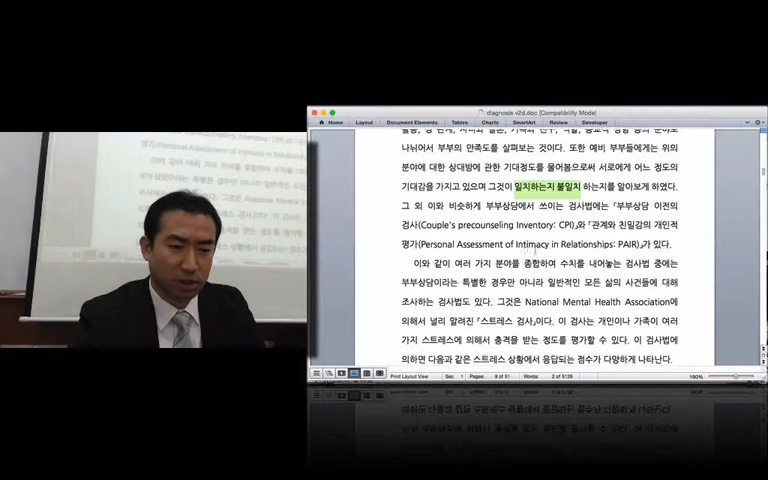 diagnosis v2d.doc [Compatibility Mode]
Home Layout Document Elements Tables Charts SmartArt Review Developer
나뉘어서 부부의 만족도를 살펴보는 것이다. 또한 예비 부부들에게는 위의
분야에 대한 상대방에 관한 기대정도를 물어봄으로써 서로에게 어느 정도의
기대감을 가지고 있으며 그것이 일치하는지 불일치 하는지를 알아보게 하였다.
그 외 이와 비슷하게 부부상담에서 쓰이는 검사법에는 「부부상담 이전의
검사(Couple's precounseling Inventory: CPI)」와 「관계와 친밀감의 개인적
평가(Personal Assessment of Intimacy in Relationships: PAIR)」가 있다.
이와 같이 여러 가지 분야를 종합하여 수치를 내어놓는 검사법 중에는
부부상담이라는 특별한 경우만 아니라 일반적인 모든 삶의 사건들에 대해
조사하는 검사법도 있다. 그것은 National Mental Health Association에
의해서 널리 알려진 「스트레스 검사」이다. 이 검사는 개인이나 가족이 여러
가지 스트레스에 의해서 충격을 받는 정도를 평가할 수 있다. 이 검사법에
의하면 다음과 같은 스트레스 상황에서 응답되는 점수가 다양하게 나타난다.
Print Layout View Sec 1 Pages: 9 of 51 Words: 2 of 5126 190%